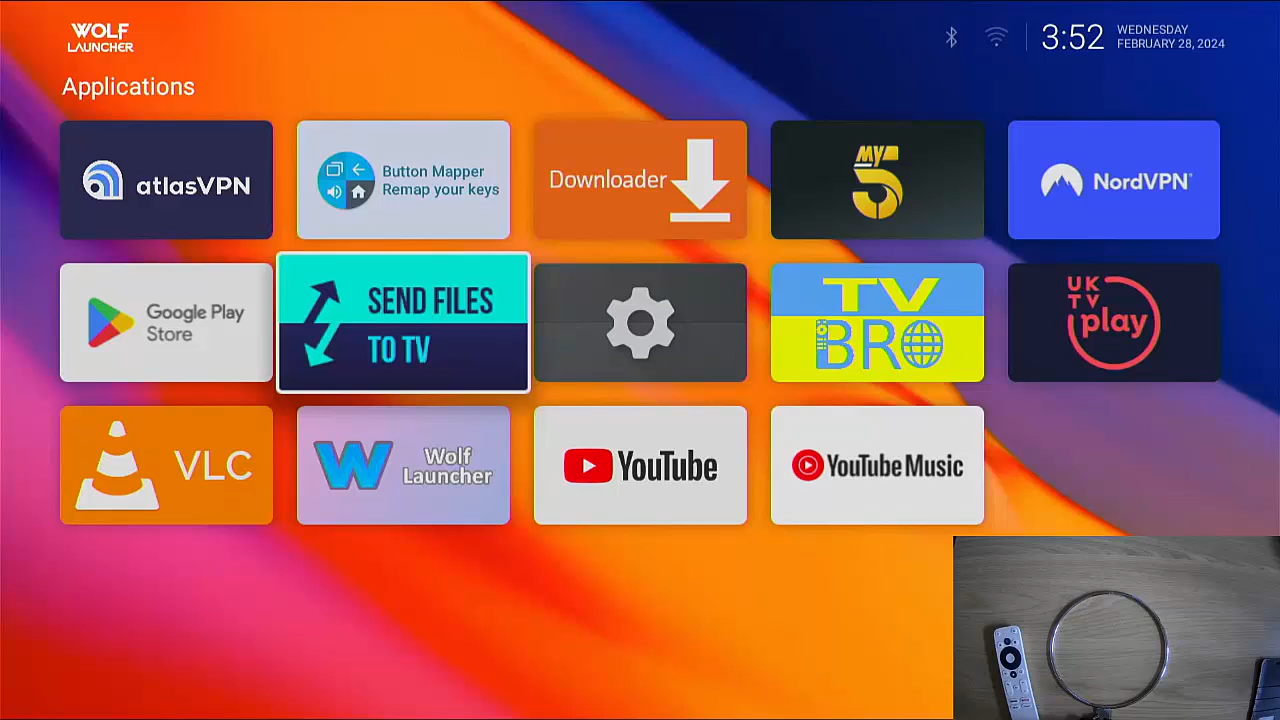 WOLF
LAUNCHER
3:52
WEDNESDAY
FEBRUARY 28, 2024
Applications
atlasVPN
Button Mapper
Remap your keys
Downloader
MY
5
NordVPN
Google Play
Store
SEND FILES
TO TV
TV
BRO
UK
TV
play
VLC
W
Wolf
Launcher
YouTube
YouTube Music